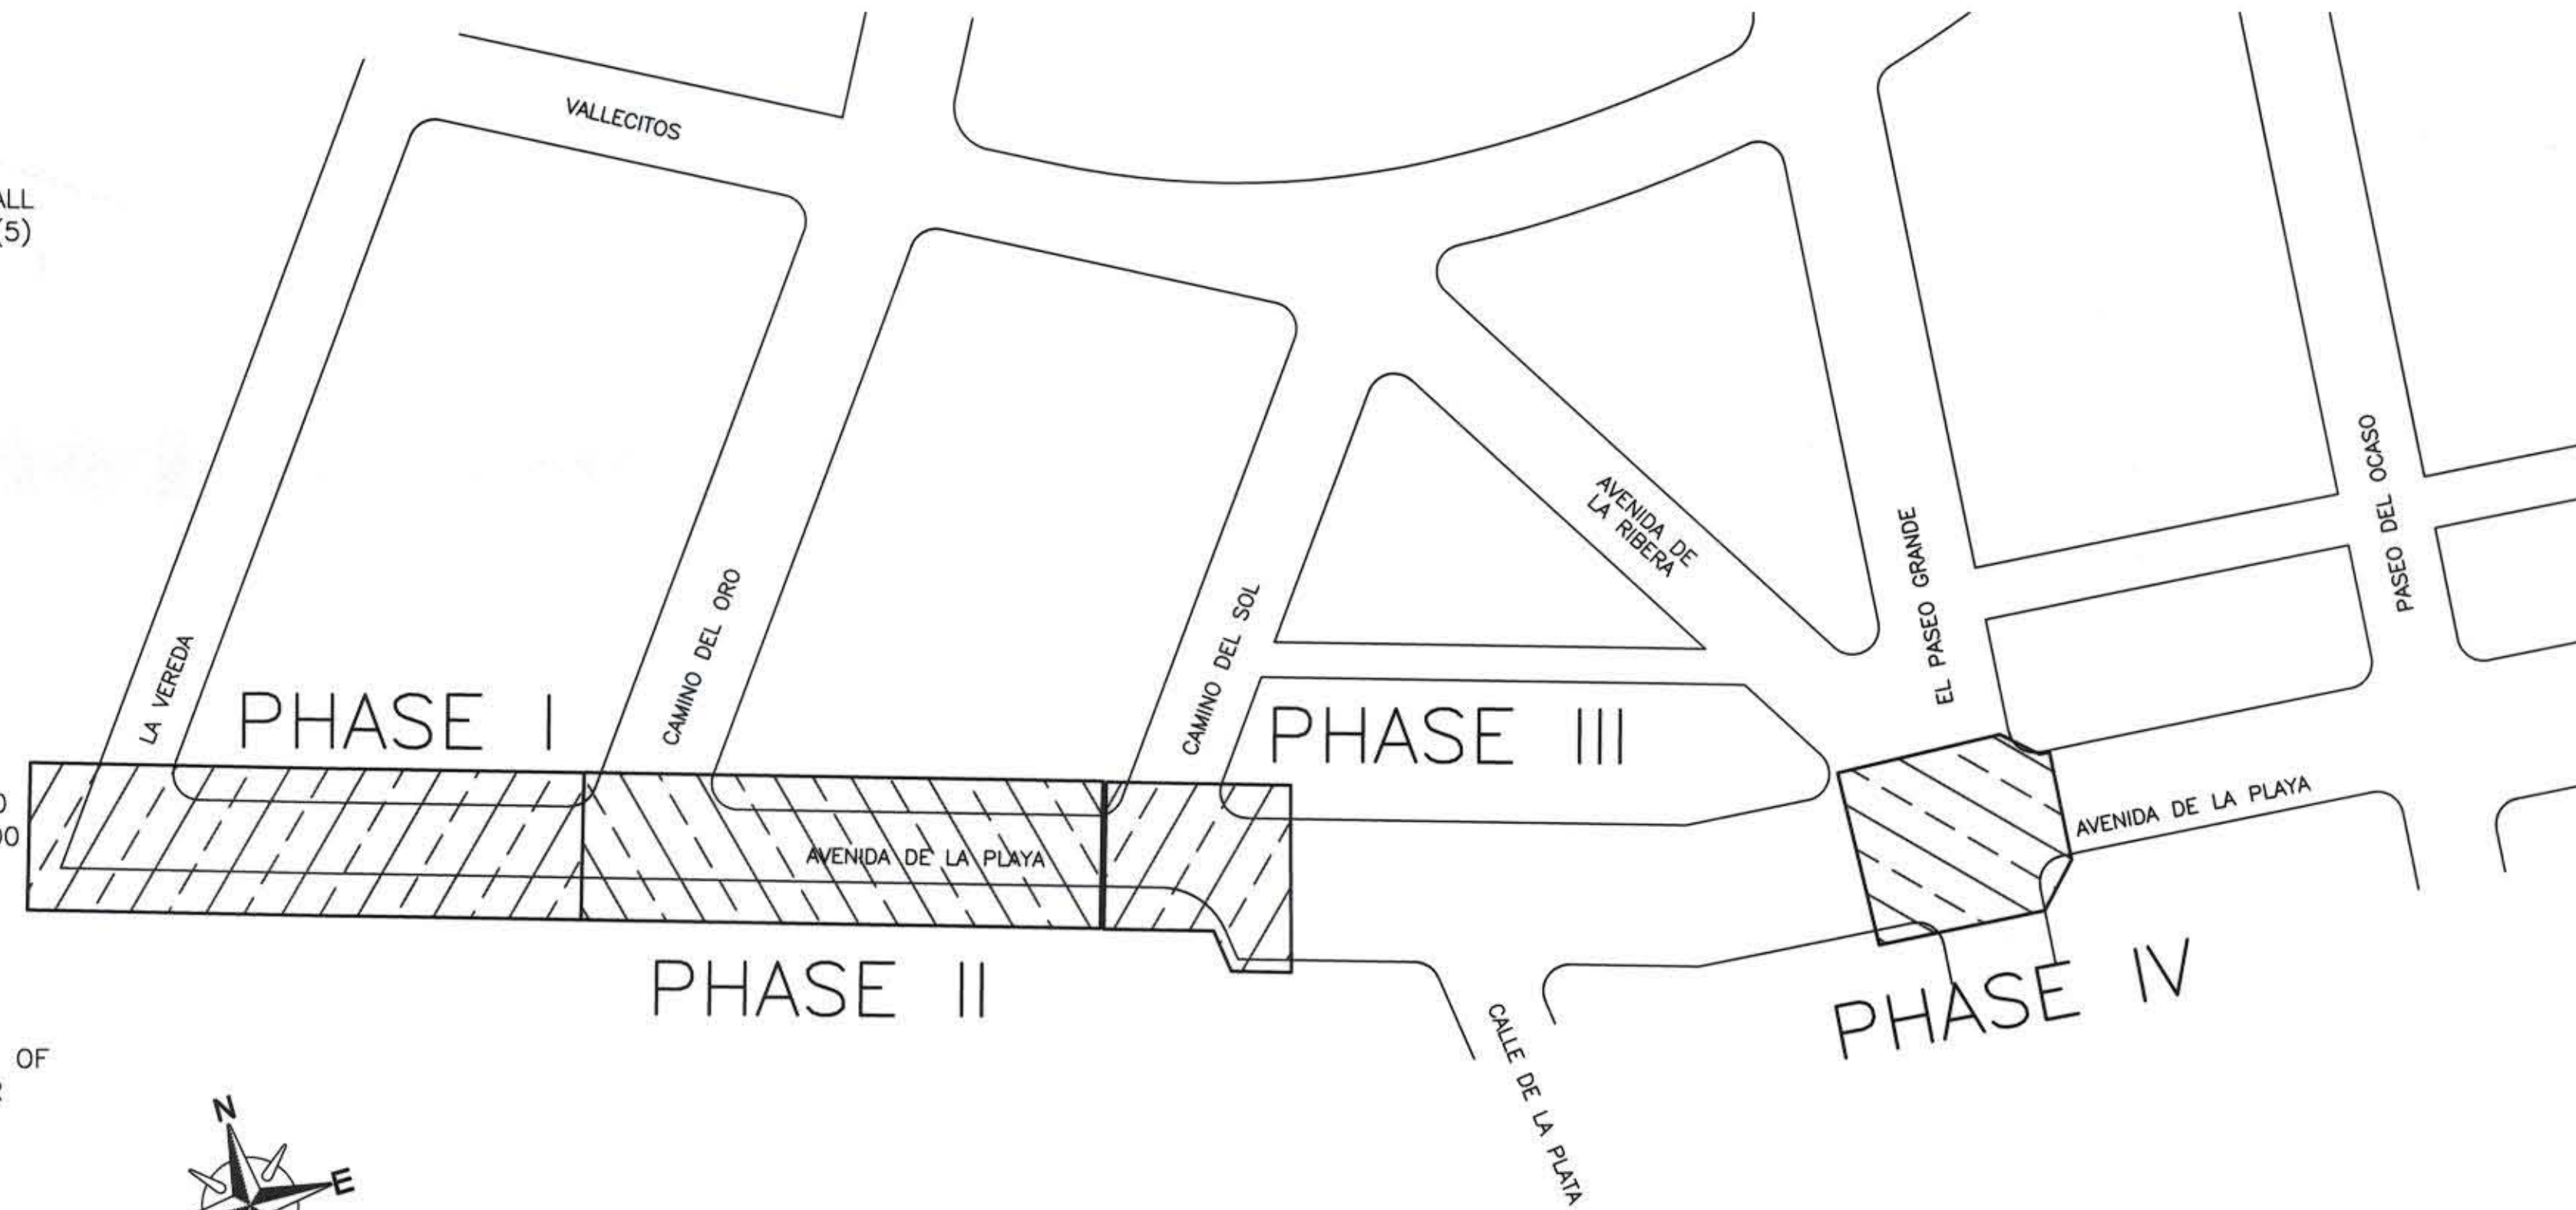 VALLECITOS
ALL
(5)
LA VEREDA
CAMINO DEL ORO
CAMINO DEL SOL
AVENIDA DE
LA RIBERA
EL PASEO GRANDE
PASEO DEL OCASO
PHASE I
PHASE III
AVENIDA DE LA PLAYA
AVENIDA DE LA PLAYA
PHASE II
PHASE IV
CALLE DE LA PLATA
OF
N
E